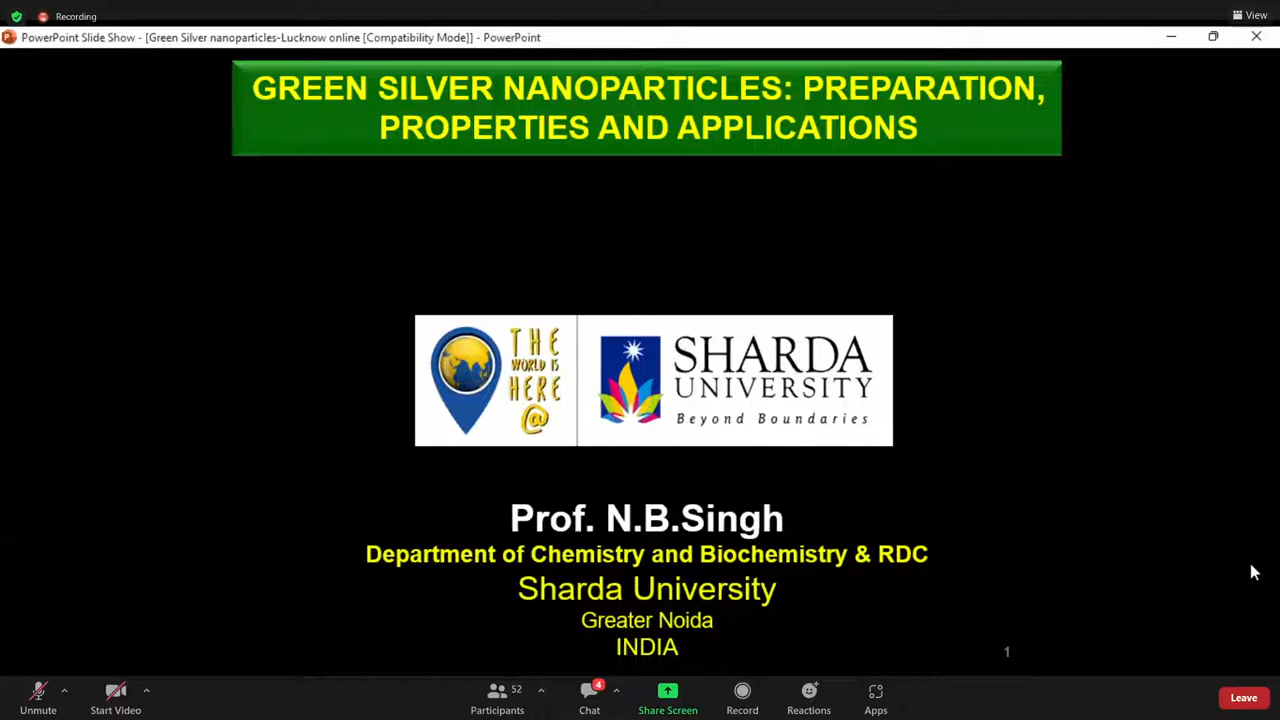 Recording
View
PowerPoint Slide Show - [Green Silver nanoparticles-Lucknow online [Compatibility Mode]] - PowerPoint
GREEN SILVER NANOPARTICLES: PREPARATION,
PROPERTIES AND APPLICATIONS
THE
WORLD IS
HERE
@
SHARDA
UNIVERSITY
Beyond Boundaries
Prof. N.B.Singh
Department of Chemistry and Biochemistry & RDC
Sharda University
Greater Noida
INDIA
1
52
4
Unmute
Start Video
Participants
Chat
Share Screen
Record
Reactions
Apps
Leave